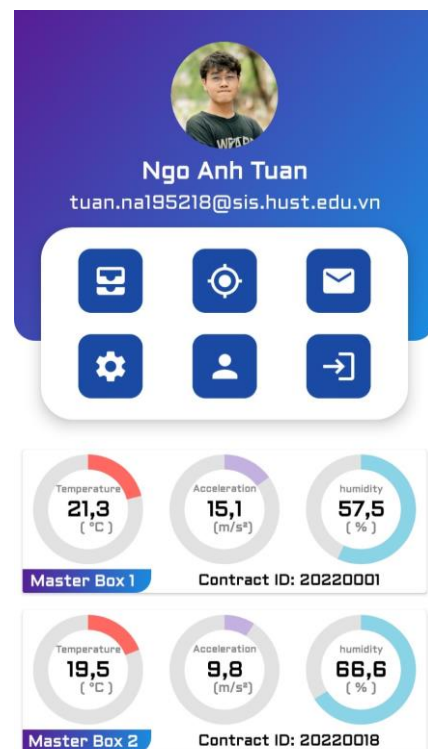 Ngo Anh Tuan
tuan.na195218@sis.hust.edu.vn
Temperature Acceleration humidity
21,3 15,1 57,5
( °C ) (m/s²) ( % )
Master Box 1 Contract ID: 20220001
Temperature Acceleration humidity
19,5 9,8 66,6
( °C ) (m/s²) ( % )
Master Box 2 Contract ID: 20220018